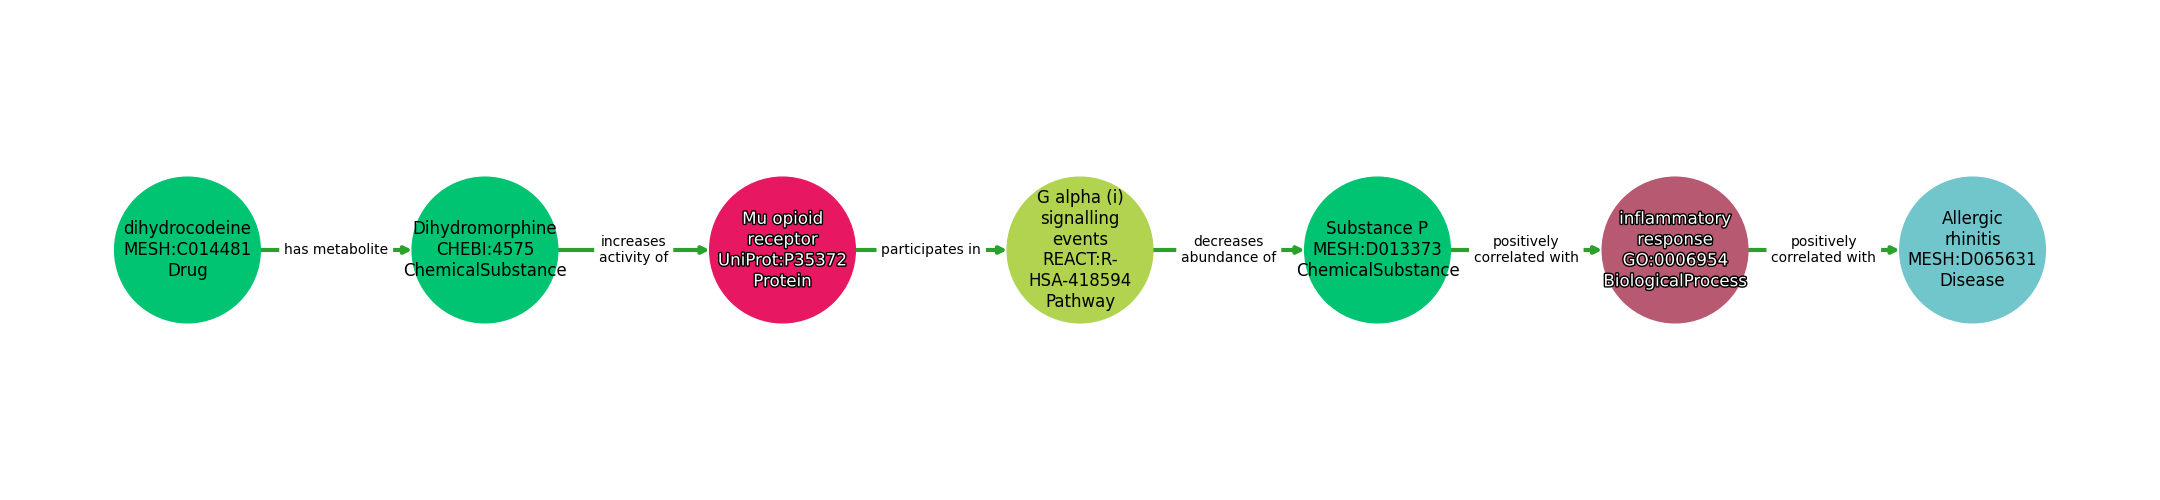 dihydrocodeine
MESH:C014481
Drug
has metabolite
Dihydromorphine
CHEBI:4575
ChemicalSubstance
increases
activity of
Mu opioid
receptor
UniProt:P35372
Protein
participates in
G alpha (i)
signalling
events
REACT:R-
HSA-418594
Pathway
decreases
abundance of
Substance P
MESH:D013373
ChemicalSubstance
positively
correlated with
inflammatory
response
GO:0006954
BiologicalProcess
positively
correlated with
Allergic
rhinitis
MESH:D065631
Disease